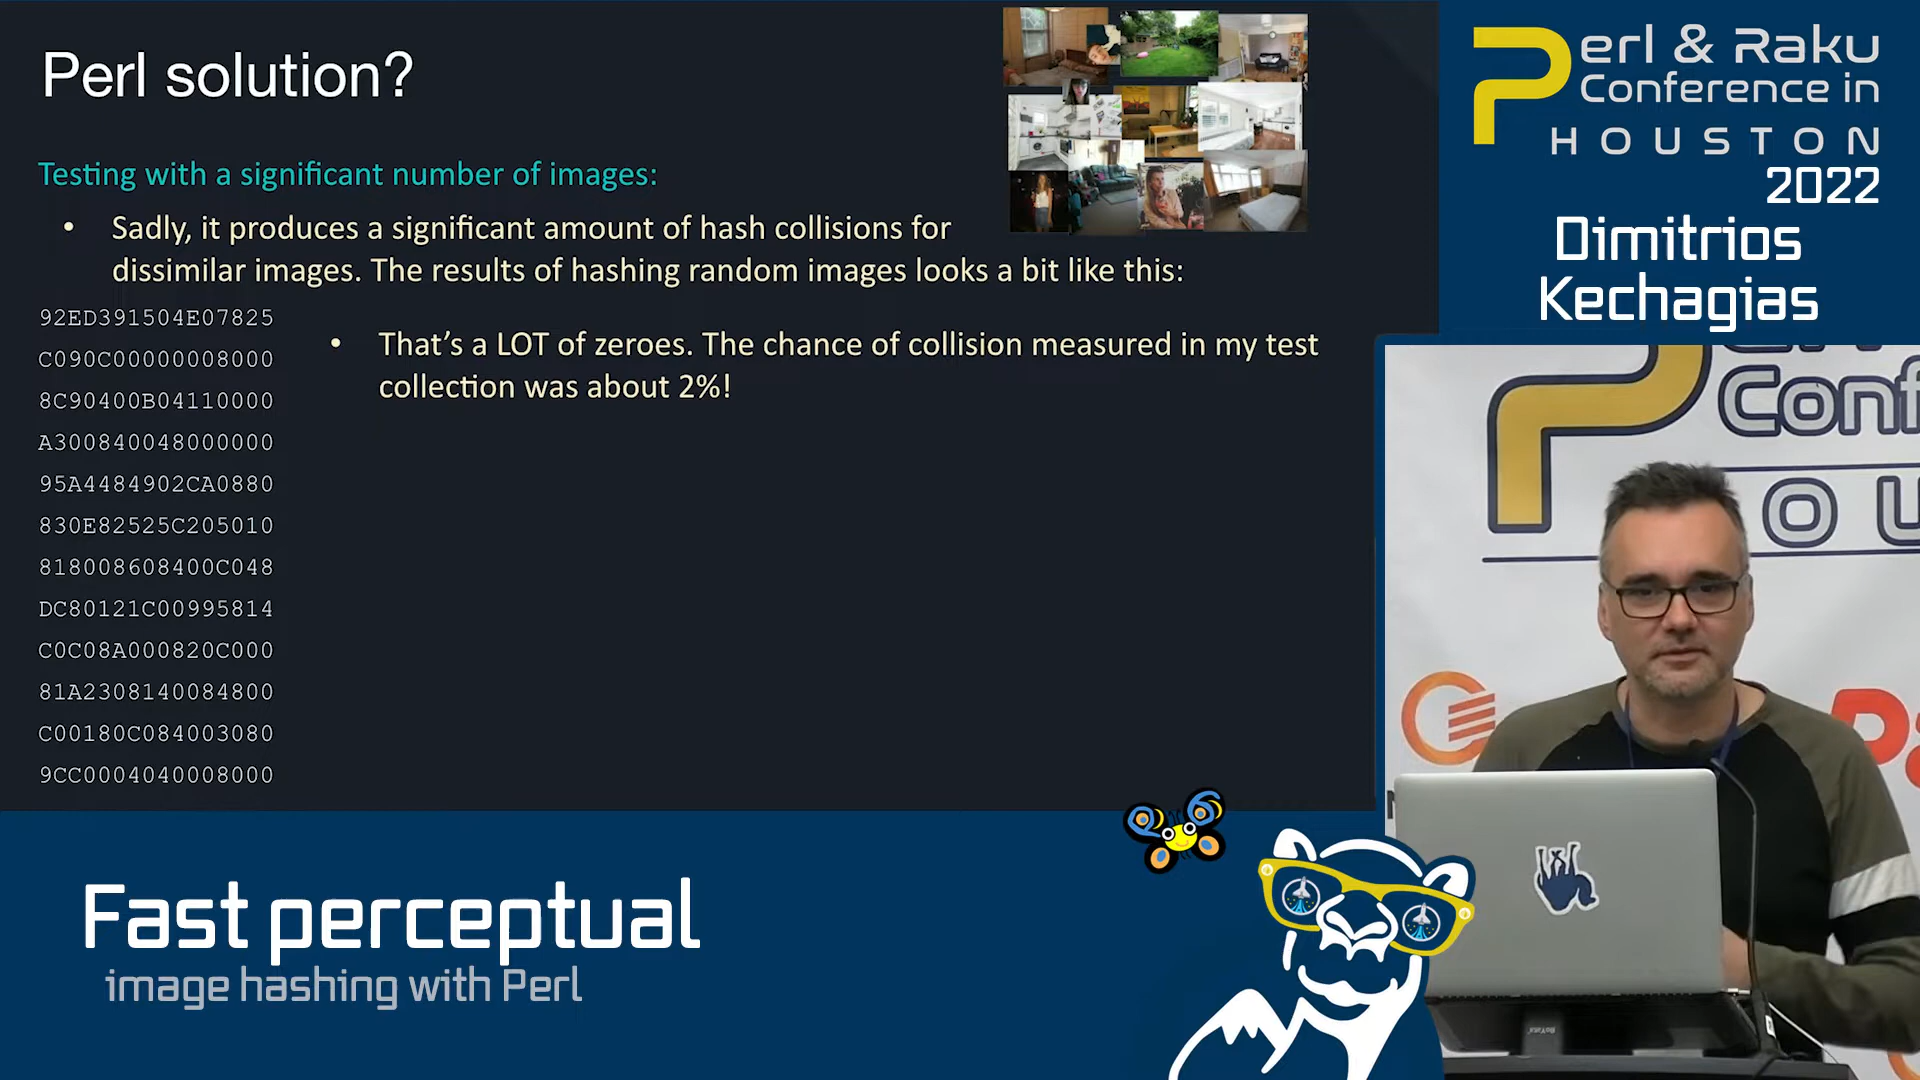 Perl solution?
Testing with a significant number of images:
• Sadly, it produces a significant amount of hash collisions for
dissimilar images. The results of hashing random images looks a bit like this:
92ED391504E07825
C090C00000008000
8C90400B04110000
A300840048000000
95A4484902CA0880
830E82525C205010
818008608400C048
DC80121C00995814
C0C08A000820C000
81A2308140084800
C00180C084003080
9CC0004040008000
• That's a LOT of zeroes. The chance of collision measured in my test
collection was about 2%!
Perl & Raku
Conference in
HOUSTON
2022
Dimitrios
Kechagias
Conf
OU
Fast perceptual
image hashing with Perl